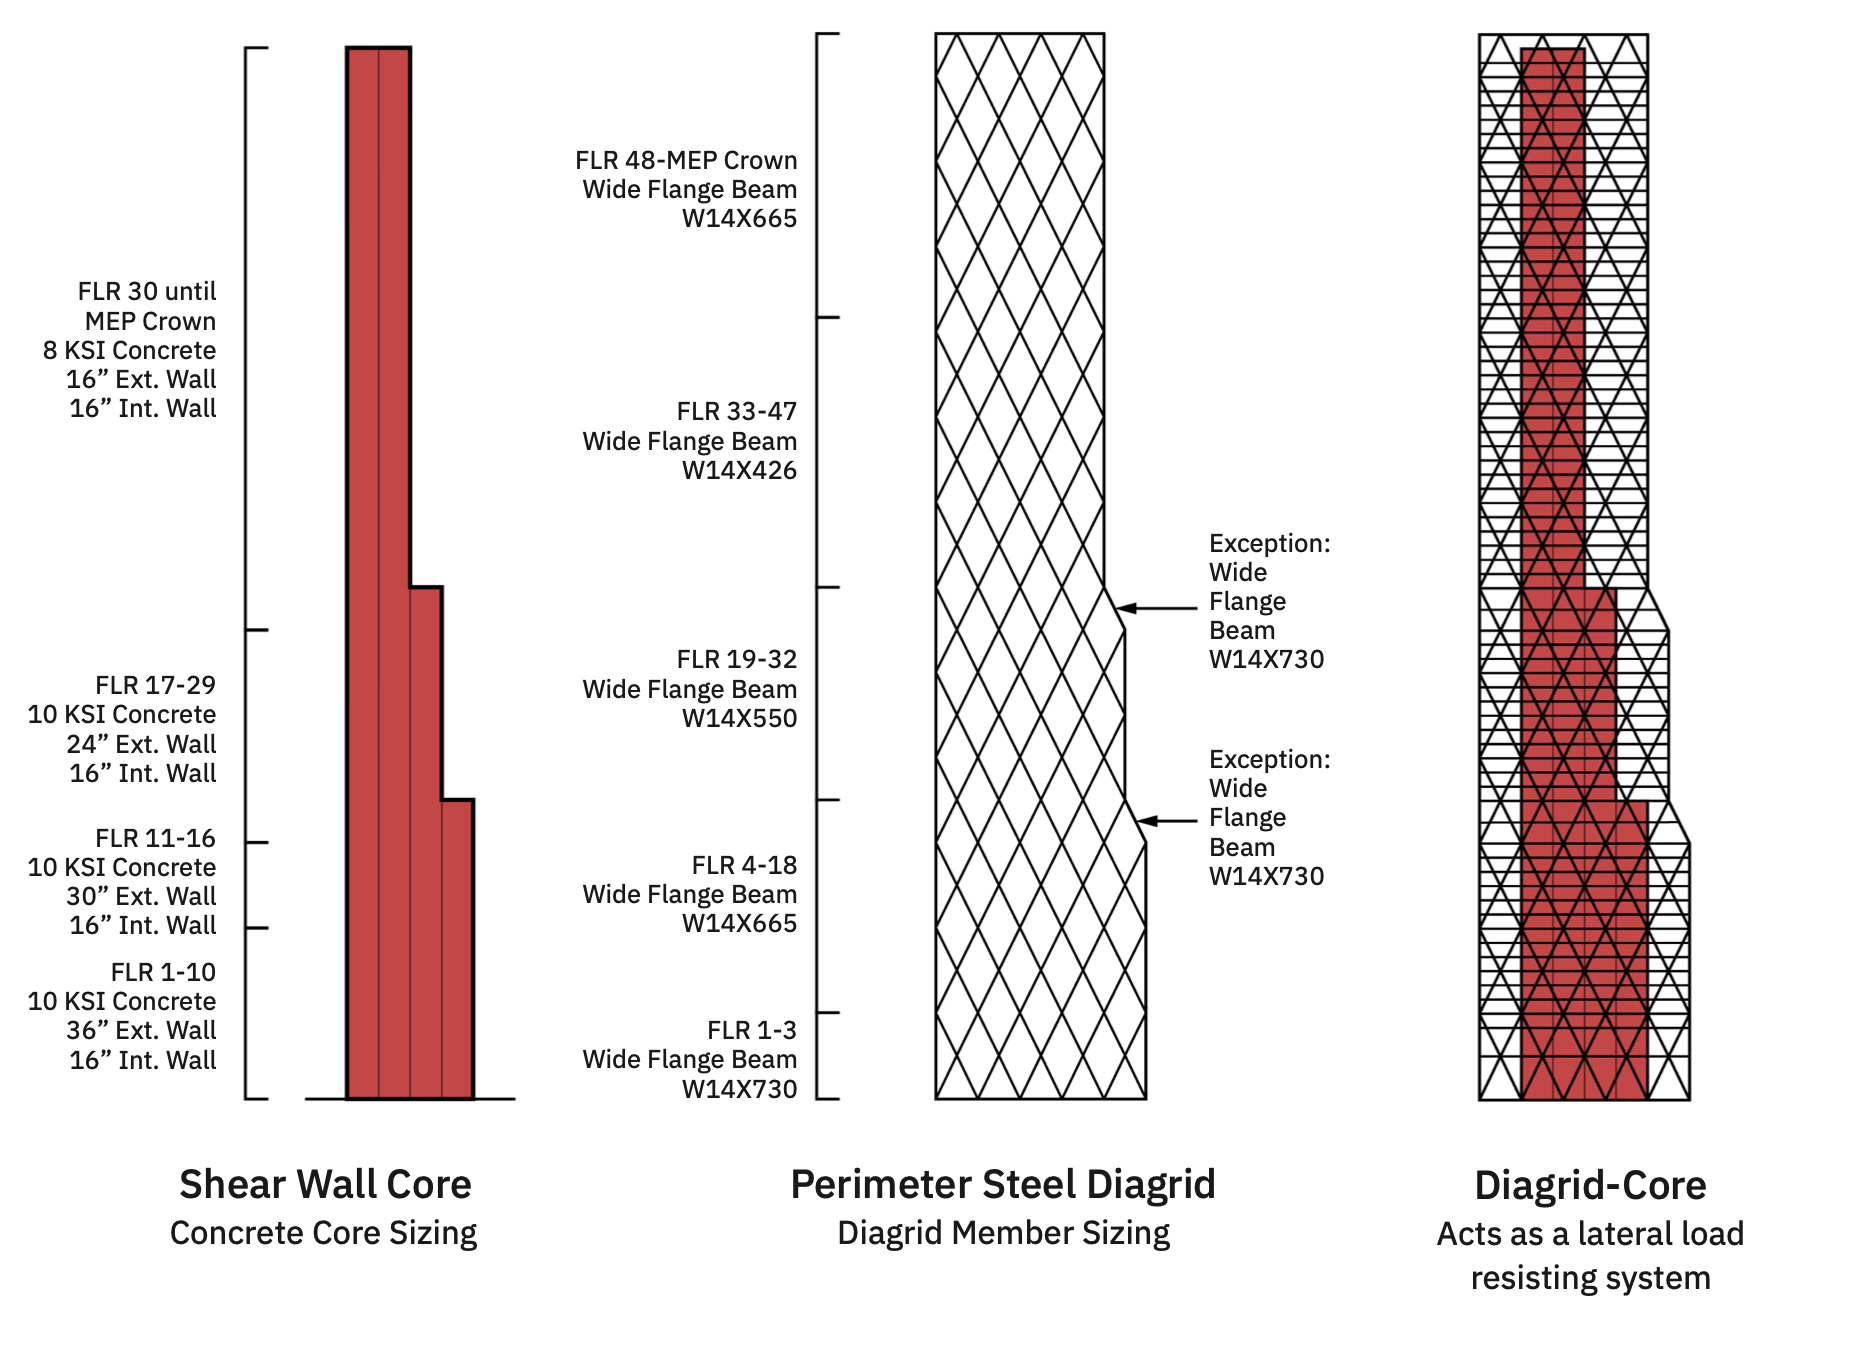 FLR 30 until
MEP Crown
8 KSI Concrete
16” Ext. Wall
16” Int. Wall
FLR 17-29
10 KSI Concrete
24” Ext. Wall
16” Int. Wall
FLR 11-16
10 KSI Concrete
30” Ext. Wall
16” Int. Wall
FLR 1-10
10 KSI Concrete
36” Ext. Wall
16” Int. Wall
Shear Wall Core
Concrete Core Sizing
FLR 48-MEP Crown
Wide Flange Beam
W14X665
FLR 33-47
Wide Flange Beam
W14X426
FLR 19-32
Wide Flange Beam
W14X550
FLR 4-18
Wide Flange Beam
W14X665
FLR 1-3
Wide Flange Beam
W14X730
Exception:
Wide
Flange
Beam
W14X730
Exception:
Wide
Flange
Beam
W14X730
Perimeter Steel Diagrid
Diagrid Member Sizing
Diagrid-Core
Acts as a lateral load
resisting system